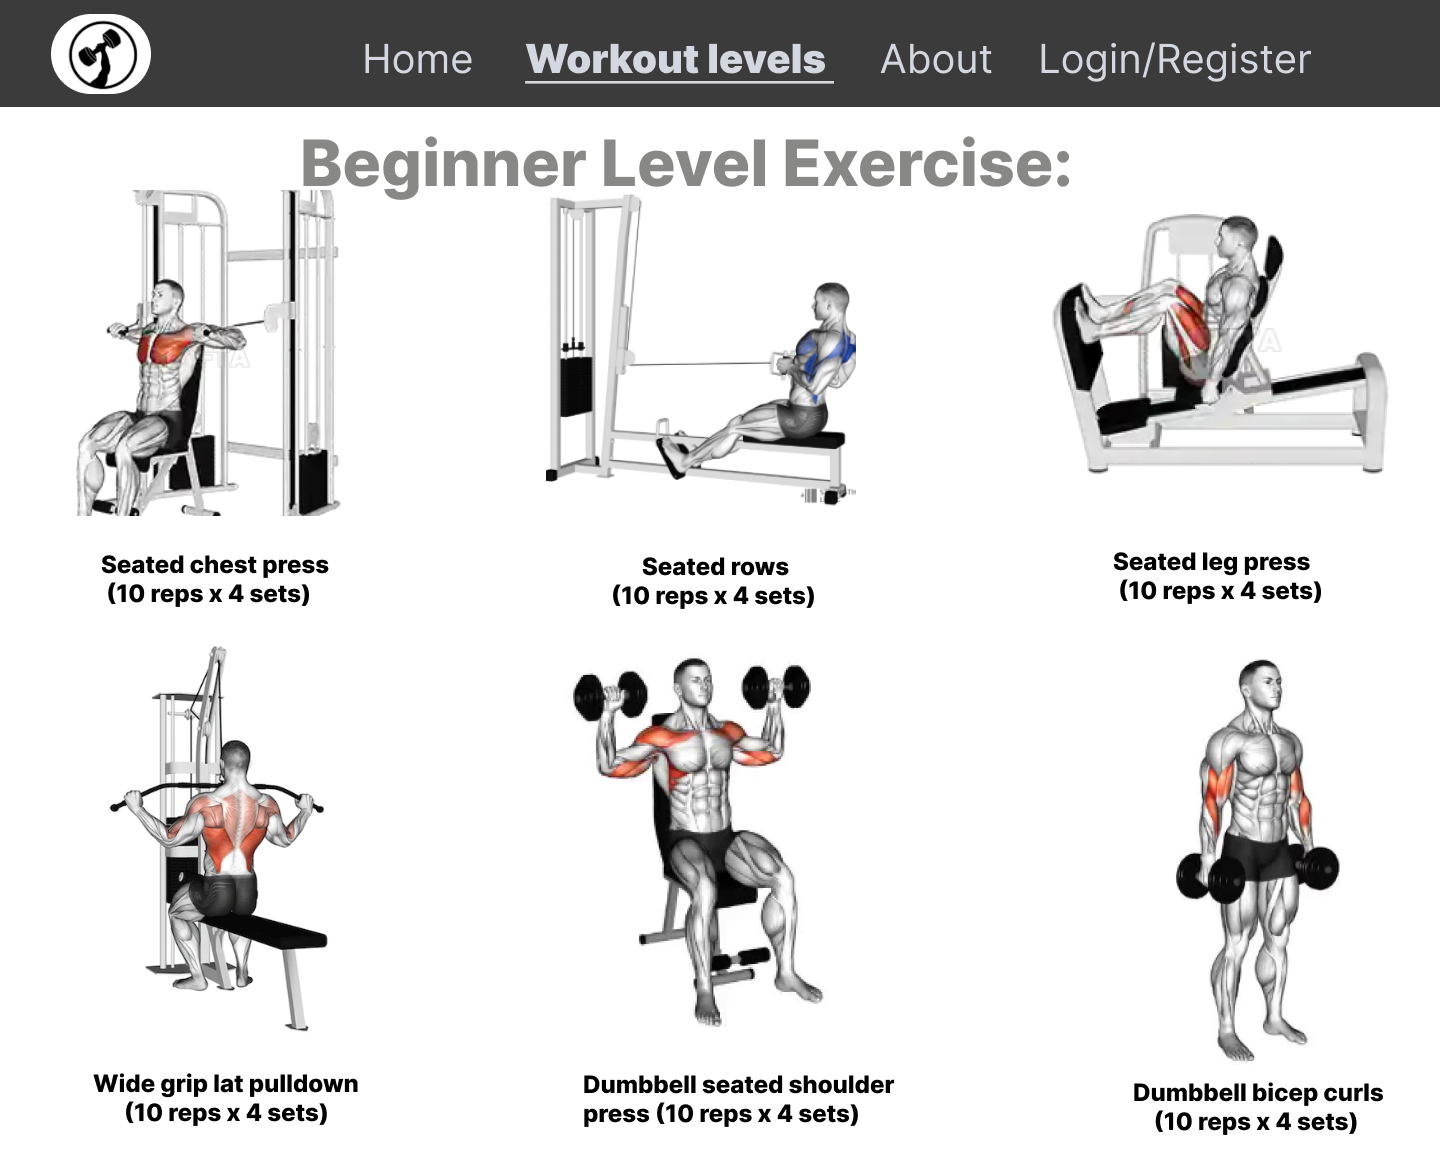 Home Workout levels About Login/Register
Beginner Level Exercise:
Seated chest press
(10 reps x 4 sets)
Seated rows
(10 reps x 4 sets)
Seated leg press
(10 reps x 4 sets)
Wide grip lat pulldown
(10 reps x 4 sets)
Dumbbell seated shoulder
press (10 reps x 4 sets)
Dumbbell bicep curls
(10 reps x 4 sets)